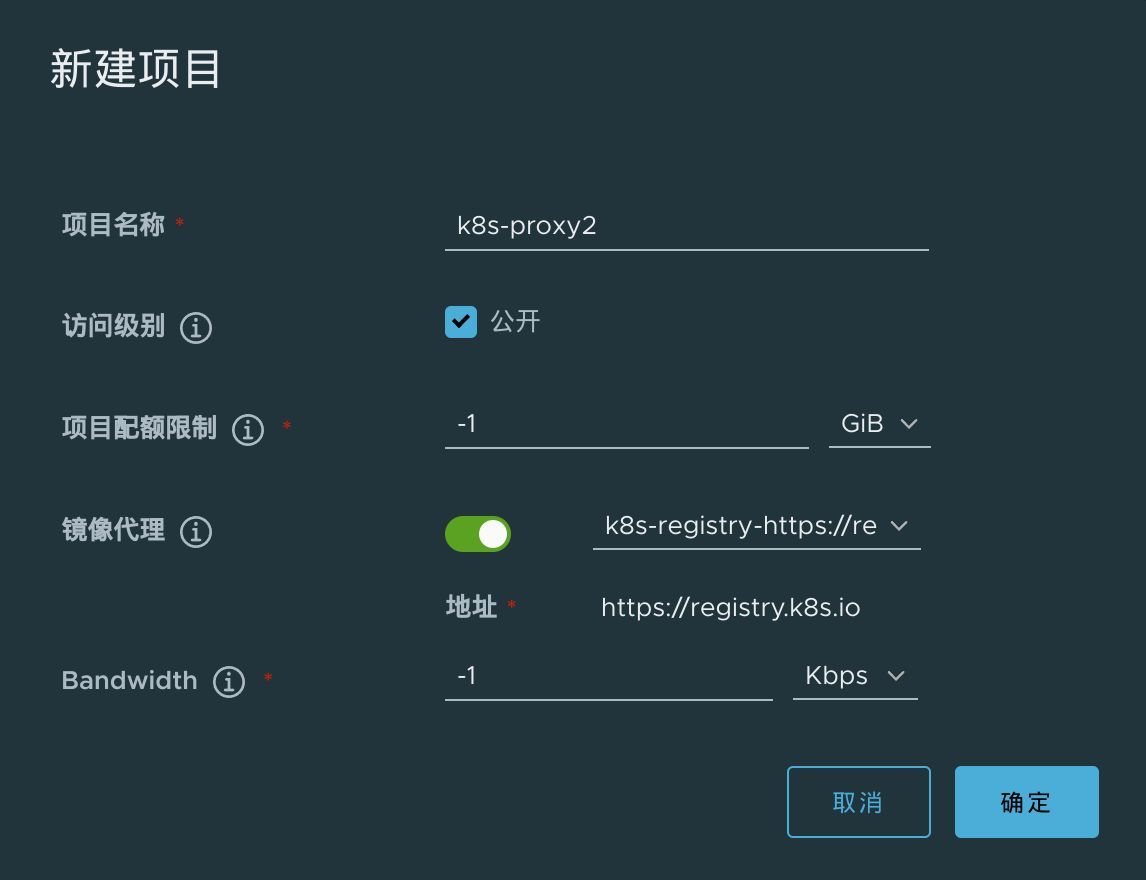 新建项目
项目名称 * k8s-proxy2
访问级别 公开
项目配额限制 * -1 GiB
镜像代理 k8s-registry-https://re
地址 * https://registry.k8s.io
Bandwidth * -1 Kbps
取消 确定